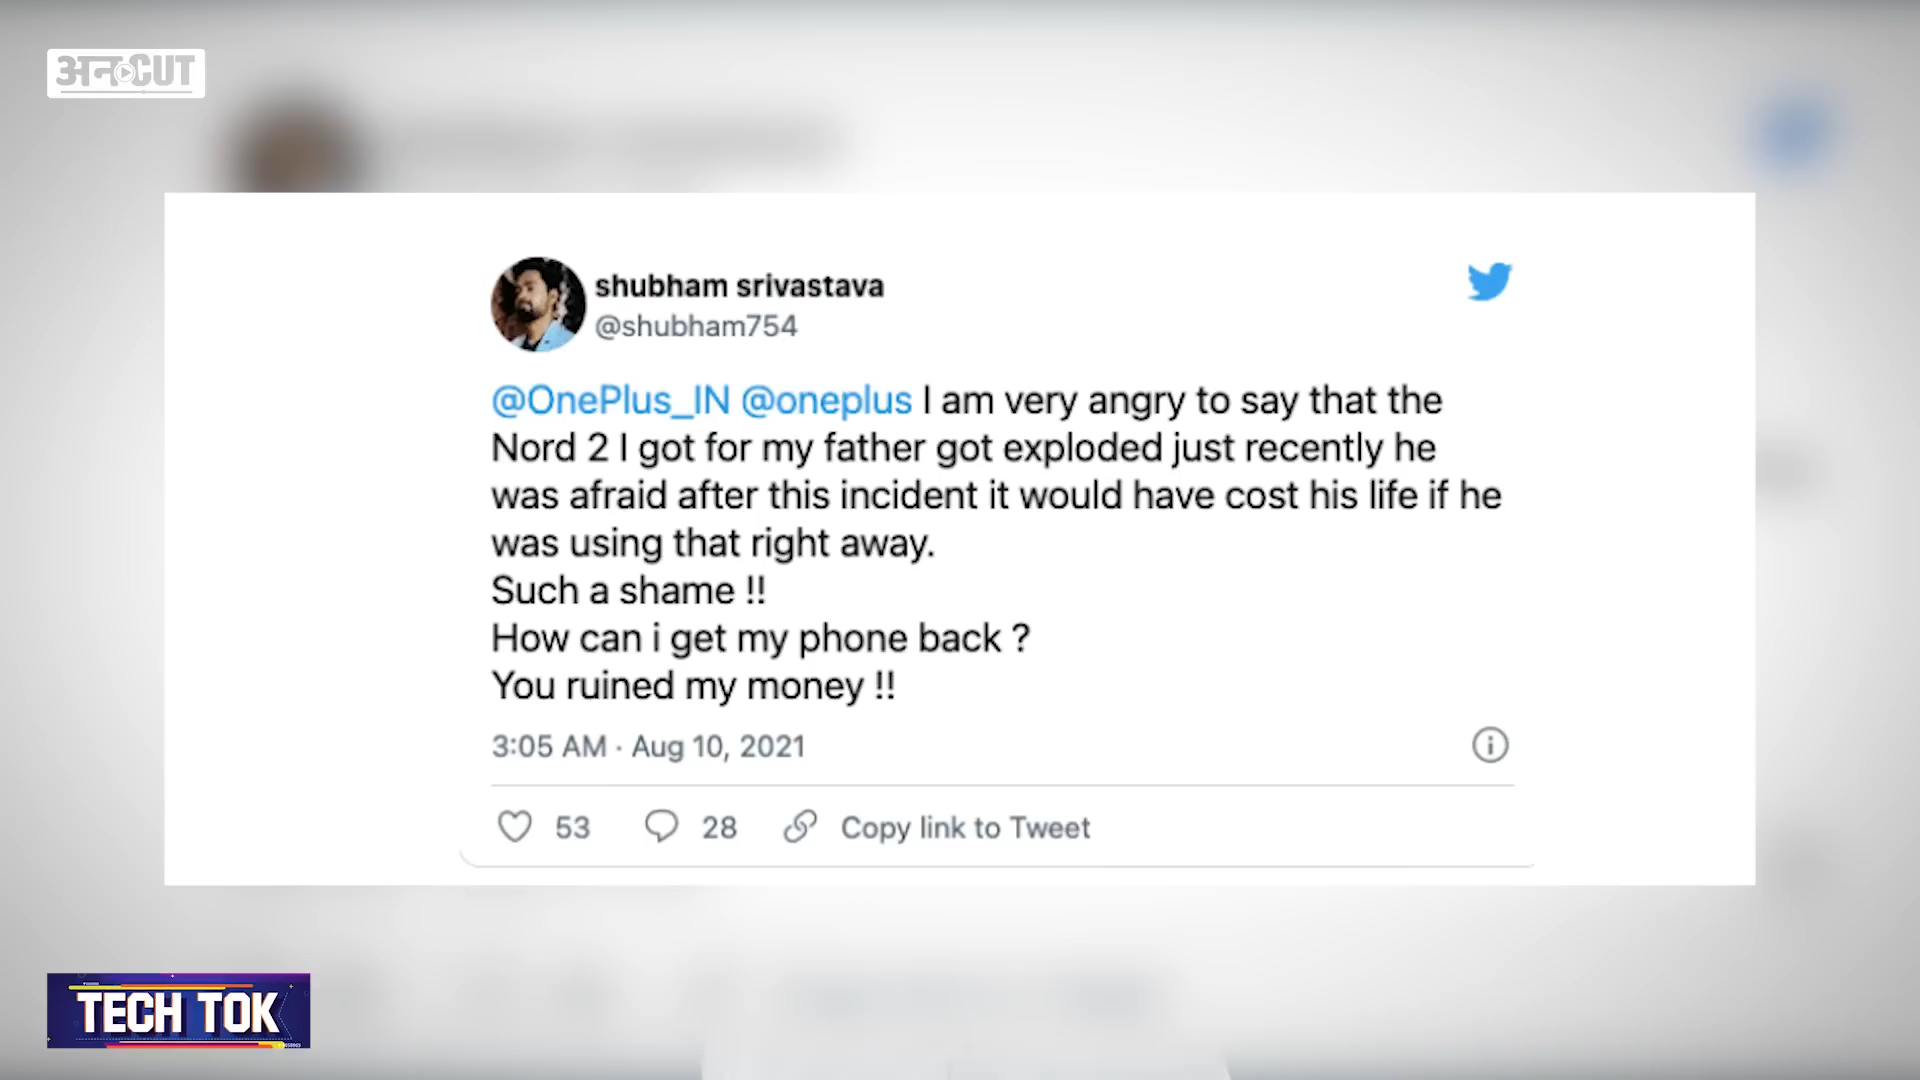 अनCUT
shubham srivastava
@shubham754
@OnePlus_IN @oneplus I am very angry to say that the
Nord 2 I got for my father got exploded just recently he
was afraid after this incident it would have cost his life if he
was using that right away.
Such a shame !!
How can i get my phone back ?
You ruined my money !!
3:05 AM · Aug 10, 2021
53 28 Copy link to Tweet
TECH TOK